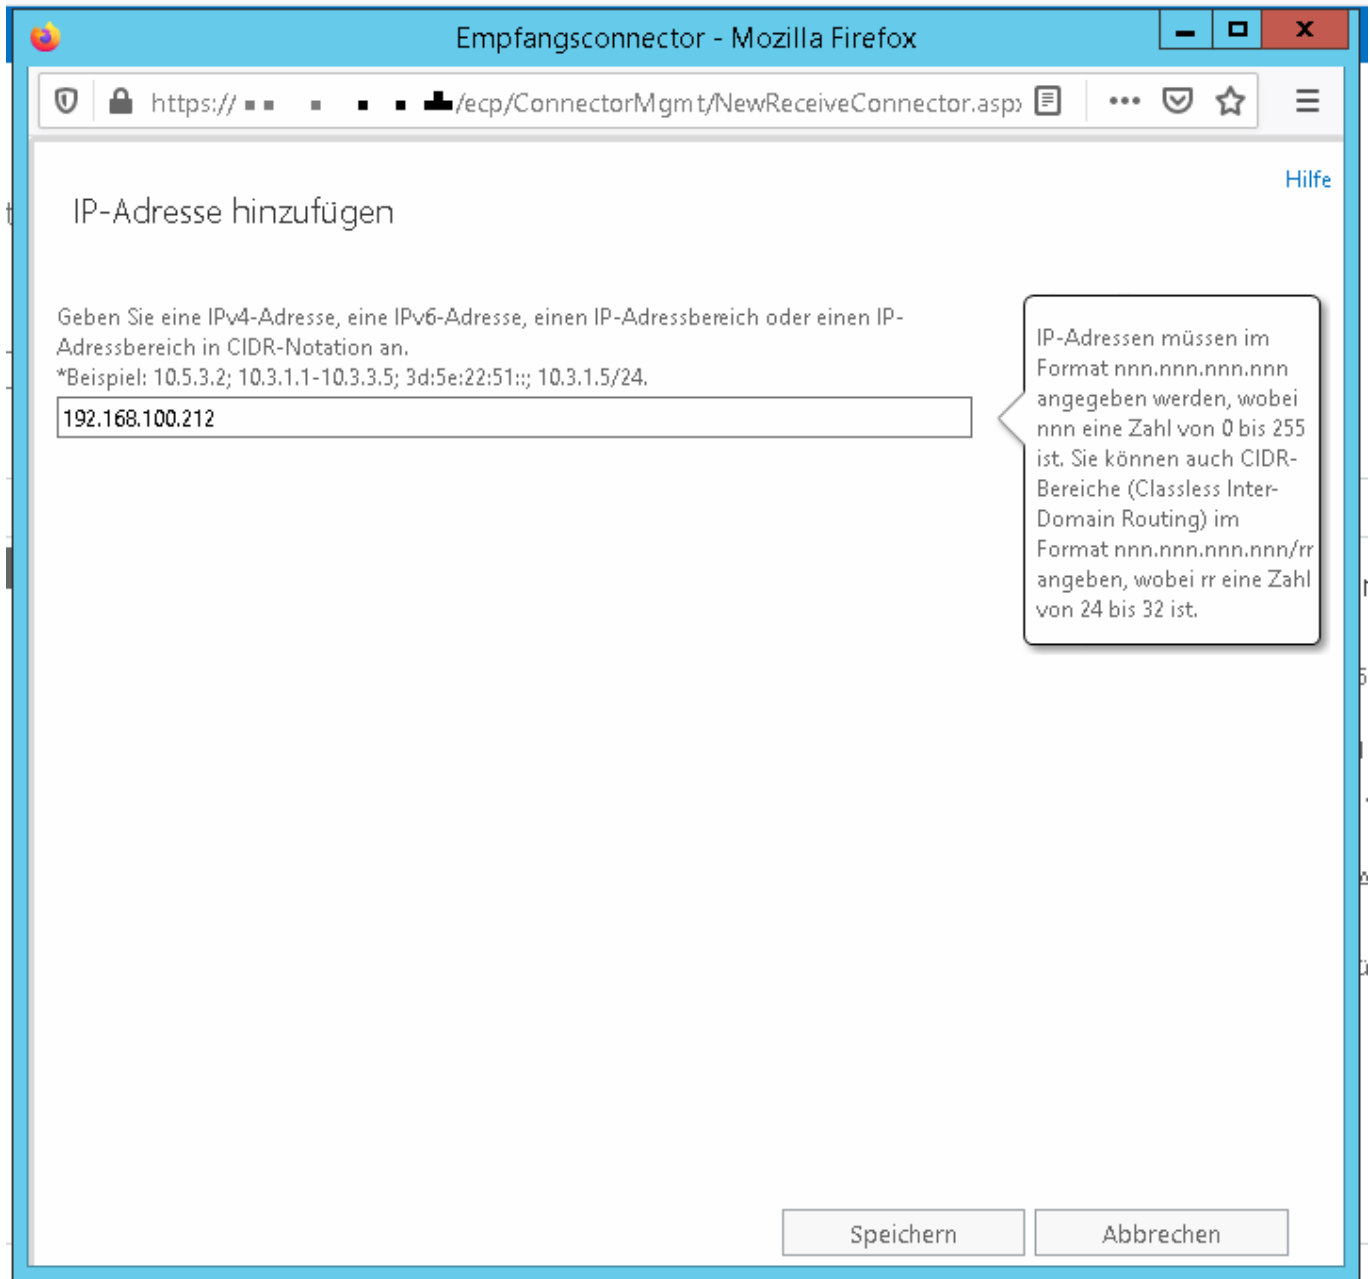 Empfangsconnector - Mozilla Firefox
https:// /ecp/ConnectorMgmt/NewReceiveConnector.asp
Hilfe
IP-Adresse hinzufügen
Geben Sie eine IPv4-Adresse, eine IPv6-Adresse, einen IP-Adressbereich oder einen IP-
Adressbereich in CIDR-Notation an.
*Beispiel: 10.5.3.2; 10.3.1.1-10.3.3.5; 3d:5e:22:51::; 10.3.1.5/24.
192.168.100.212
IP-Adressen müssen im
Format nnn.nnn.nnn.nnn
angegeben werden, wobei
nnn eine Zahl von 0 bis 255
ist. Sie können auch CIDR-
Bereiche (Classless Inter-
Domain Routing) im
Format nnn.nnn.nnn.nnn/rr
angeben, wobei rr eine Zahl
von 24 bis 32 ist.
Speichern
Abbrechen